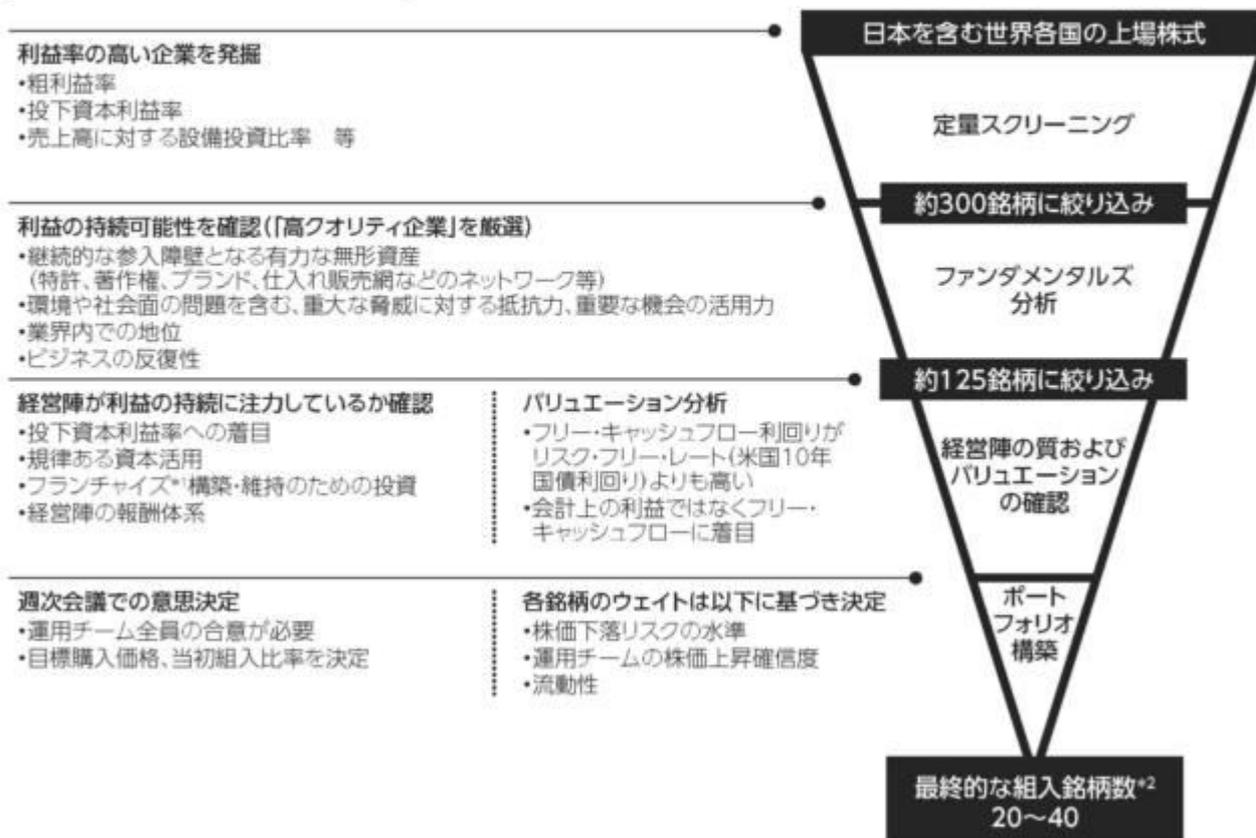 日本を含む世界各国の上場株式
利益率の高い企業を発掘
•粗利益率
•投下資本利益率
•売上高に対する設備投資比率　等
定量スクリーニング
約300銘柄に絞り込み
利益の持続可能性を確認(「高クオリティ企業」を厳選)
•継続的な参入障壁となる有力な無形資産
(特許、著作権、ブランド、仕入れ販売網などのネットワーク等)
•環境や社会面の問題を含む、重大な脅威に対する抵抗力、重要な機会の活用力
•業界内での地位
•ビジネスの反復性
ファンダメンタルズ
分析
約125銘柄に絞り込み
経営陣が利益の持続に注力しているか確認
•投下資本利益率への着目
•規律ある資本活用
•フランチャイズ*1構築・維持のための投資
•経営陣の報酬体系
バリュエーション分析
•フリー・キャッシュフロー利回りが
リスク・フリー・レート(米国10年
国債利回り)よりも高い
•会計上の利益ではなくフリー・
キャッシュフローに着目
経営陣の質および
バリュエーション
の確認
週次会議での意思決定
•運用チーム全員の合意が必要
•目標購入価格、当初組入比率を決定
各銘柄のウェイトは以下に基づき決定
•株価下落リスクの水準
•運用チームの株価上昇確信度
•流動性
ポート
フォリオ
構築
最終的な組入銘柄数*2
20～40